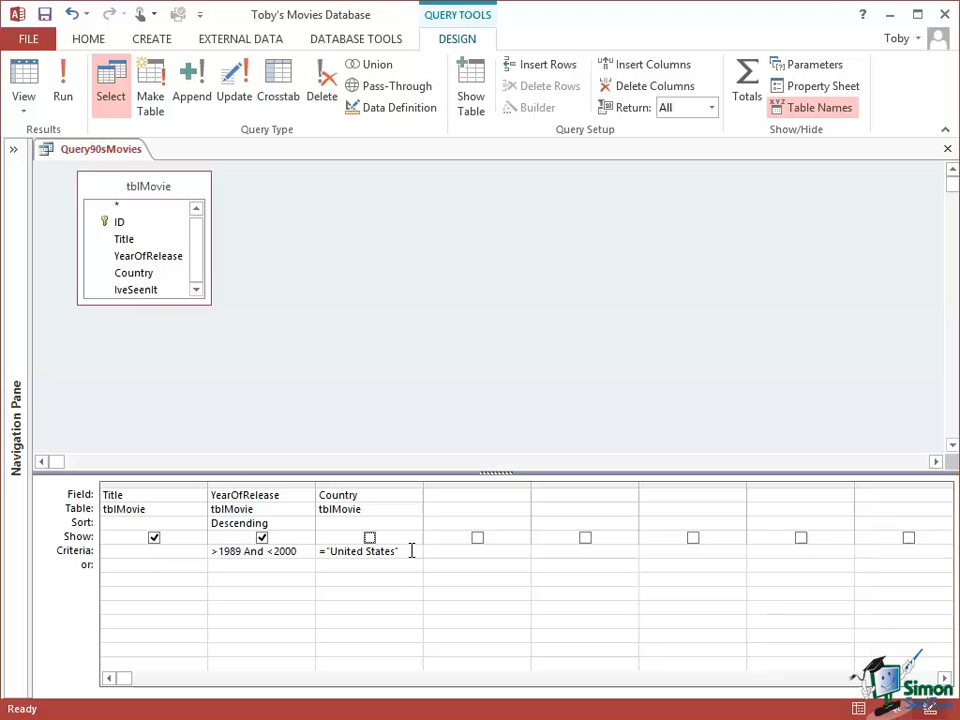 Toby's Movies Database
QUERY TOOLS
?
FILE
HOME
CREATE
EXTERNAL DATA
DATABASE TOOLS
DESIGN
Toby
View
Run
Select
Make Table
Append
Update
Crosstab
Delete
Union
Pass-Through
Data Definition
Show Table
Insert Rows
Delete Rows
Builder
Insert Columns
Delete Columns
Return: All
Totals
Parameters
Property Sheet
Table Names
Results
Query Type
Query Setup
Show/Hide
Query90sMovies
Navigation Pane
tblMovie
*
ID
Title
YearOfRelease
Country
IveSeenIt
Field: Title YearOfRelease Country
Table: tblMovie tblMovie tblMovie
Sort: Descending
Show:
Criteria: >1989 And <2000 ="United States"
or:
Ready
Simon